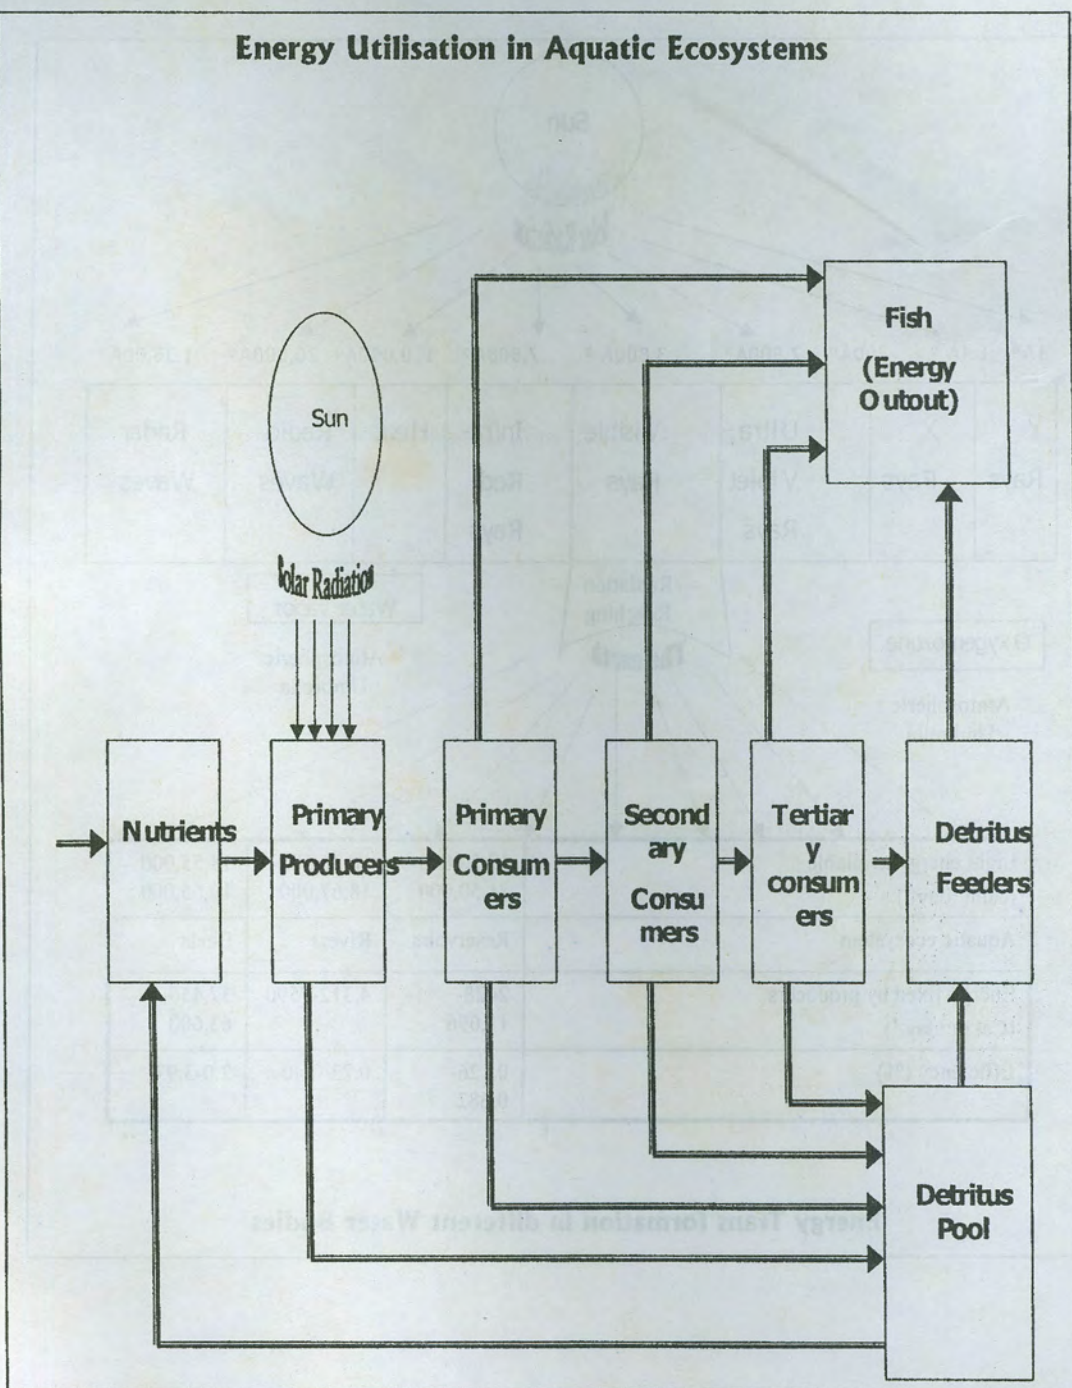 Energy Utilisation in Aquatic Ecosystems
Fish
(Energy
Outout)
Sun
Solar Radiation
Nutrients
Primary
Producers
Primary
Consum
ers
Second
ary
Consu
mers
Tertiar
y
consum
ers
Detritus
Feeders
Detritus
Pool